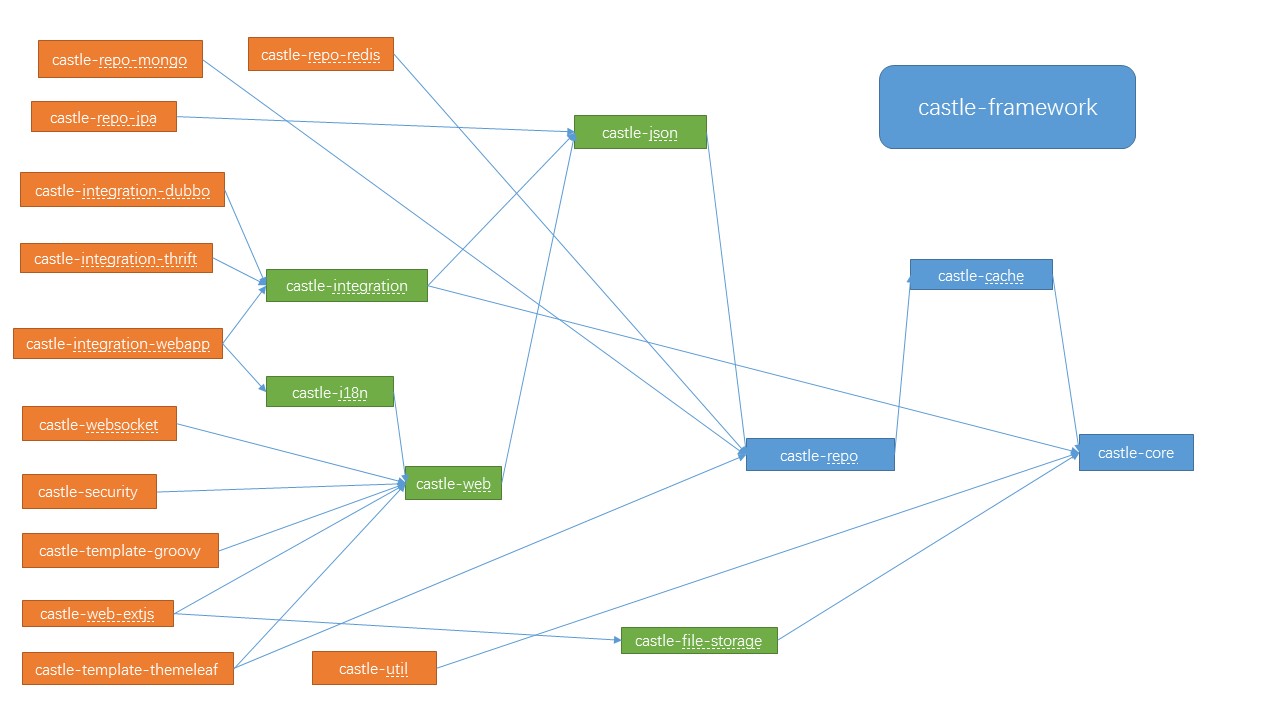 castle-repo-mongo
castle-repo-redis
castle-framework
castle-repo-jpa
castle-json
castle-integration-dubbo
castle-integration-thrift
castle-integration
castle-cache
castle-integration-webapp
castle-i18n
castle-websocket
castle-repo
castle-core
castle-security
castle-web
castle-template-groovy
castle-web-extjs
castle-file-storage
castle-template-themeleaf
castle-util